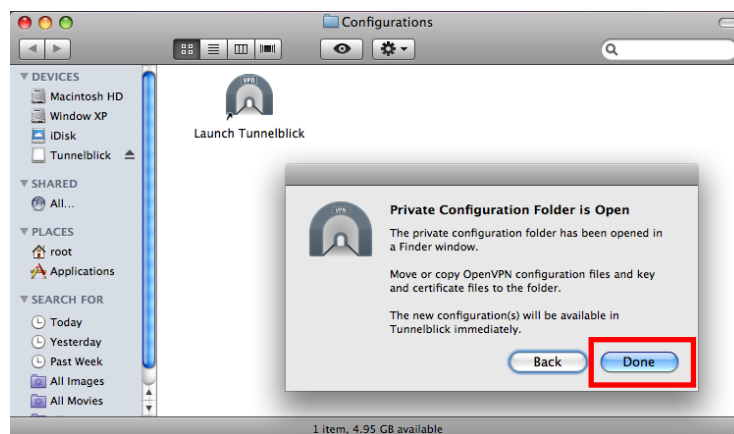 Configurations
DEVICES
Macintosh HD
Window XP
iDisk
Tunnelblick
SHARED
All...
PLACES
root
Applications
SEARCH FOR
Today
Yesterday
Past Week
All Images
All Movies
VPN
Launch Tunnelblick
VPN
Private Configuration Folder is Open
The private configuration folder has been opened in
a Finder window.
Move or copy OpenVPN configuration files and key
and certificate files to the folder.
The new configuration(s) will be available in
Tunnelblick immediately.
Back
Done
1 item, 4.95 GB available